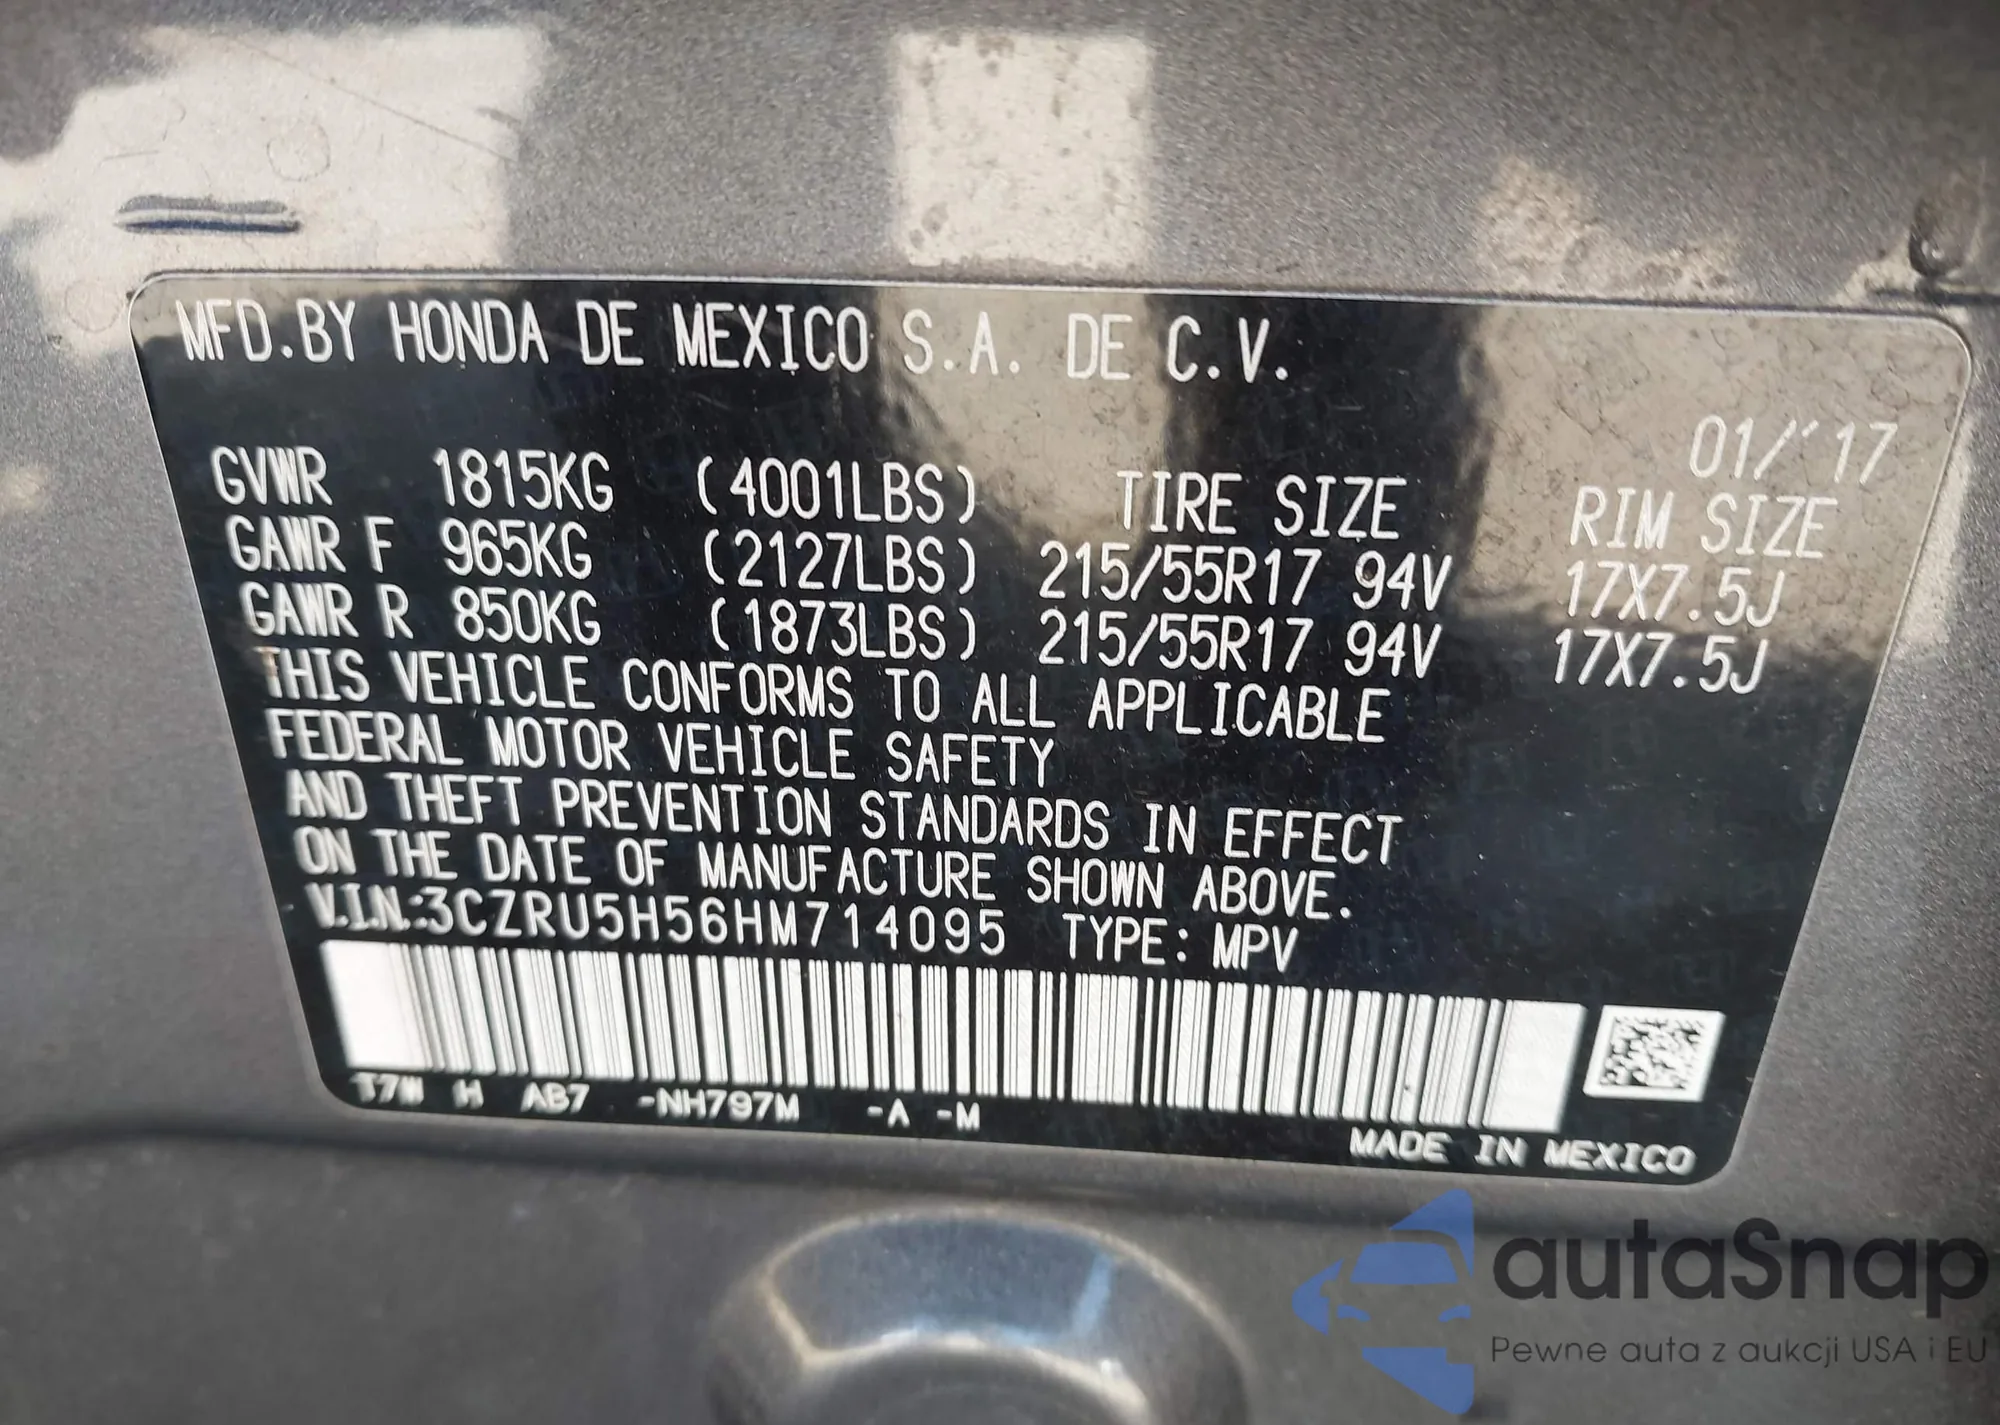 MFD.BY HONDA DE MEXICO S.A. DE C.V.
01/'17
GVWR 1815KG (4001LBS) TIRE SIZE RIM SIZE
GAWR F 965KG (2127LBS) 215/55R17 94V 17X7.5J
GAWR R 850KG (1873LBS) 215/55R17 94V 17X7.5J
THIS VEHICLE CONFORMS TO ALL APPLICABLE
FEDERAL MOTOR VEHICLE SAFETY
AND THEFT PREVENTION STANDARDS IN EFFECT
ON THE DATE OF MANUFACTURE SHOWN ABOVE.
V.I.N.:3CZRU5H56HM714095 TYPE: MPV
T7W H AB7 -NH797M -A -M
MADE IN MEXICO
autaSnap
Pewne auta z aukcji USA i EU